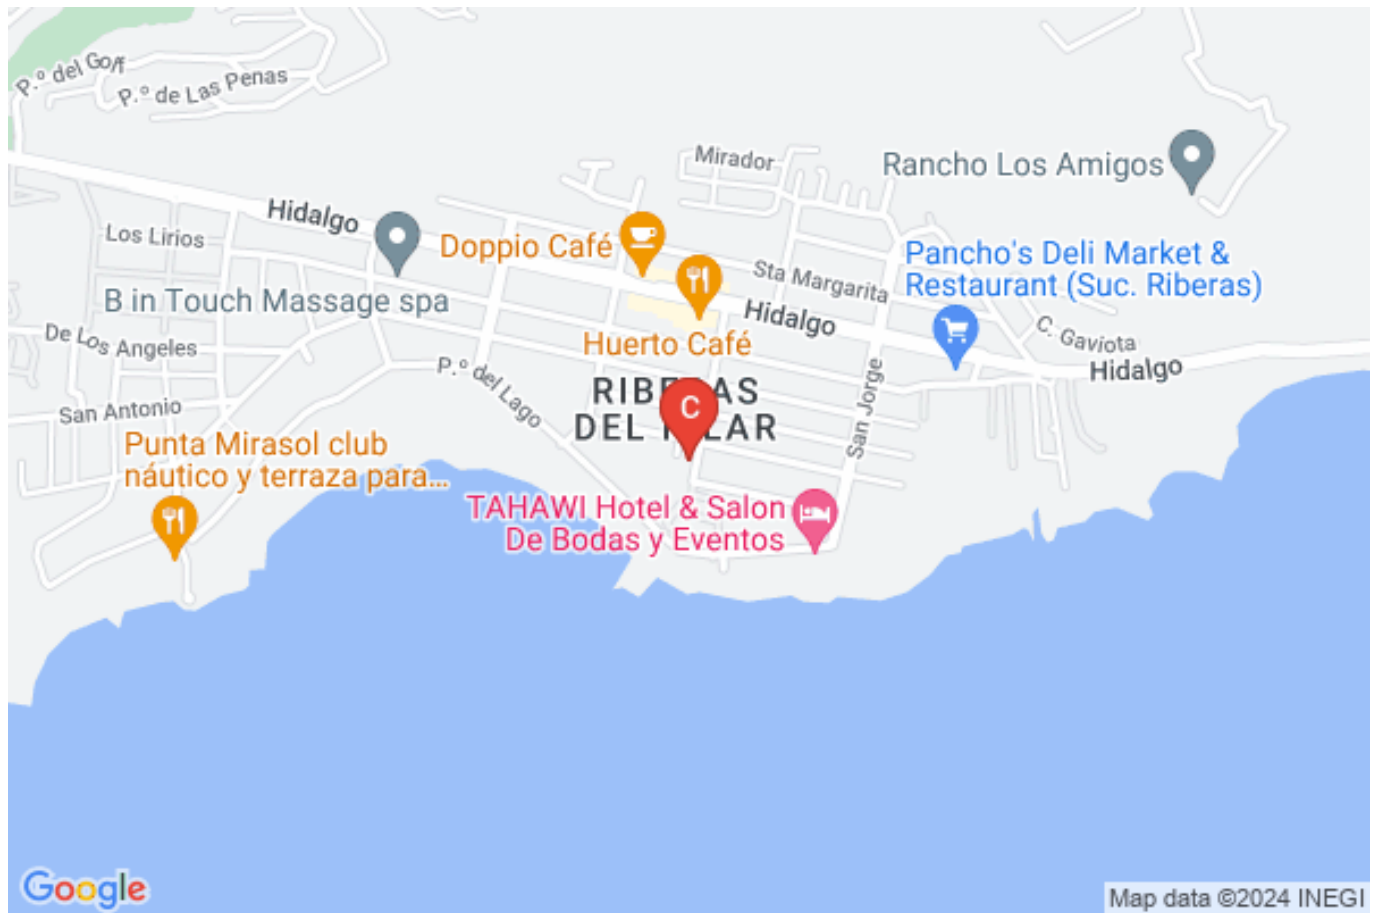 P.º del Golf
P.º de Las Penas
Mirador
Rancho Los Amigos
Hidalgo
Los Lirios
Doppio Café
Sta Margarita
Pancho's Deli Market &
Restaurant (Suc. Riberas)
B in Touch Massage spa
Hidalgo
C. Gaviota
De Los Angeles
Huerto Café
Hidalgo
P.º del Lago
San Jorge
San Antonio
C
DEL
Punta Mirasol club
náutico y terraza para...
TAHAWI Hotel & Salon
De Bodas y Eventos
Google
Map data ©2024 INEGI